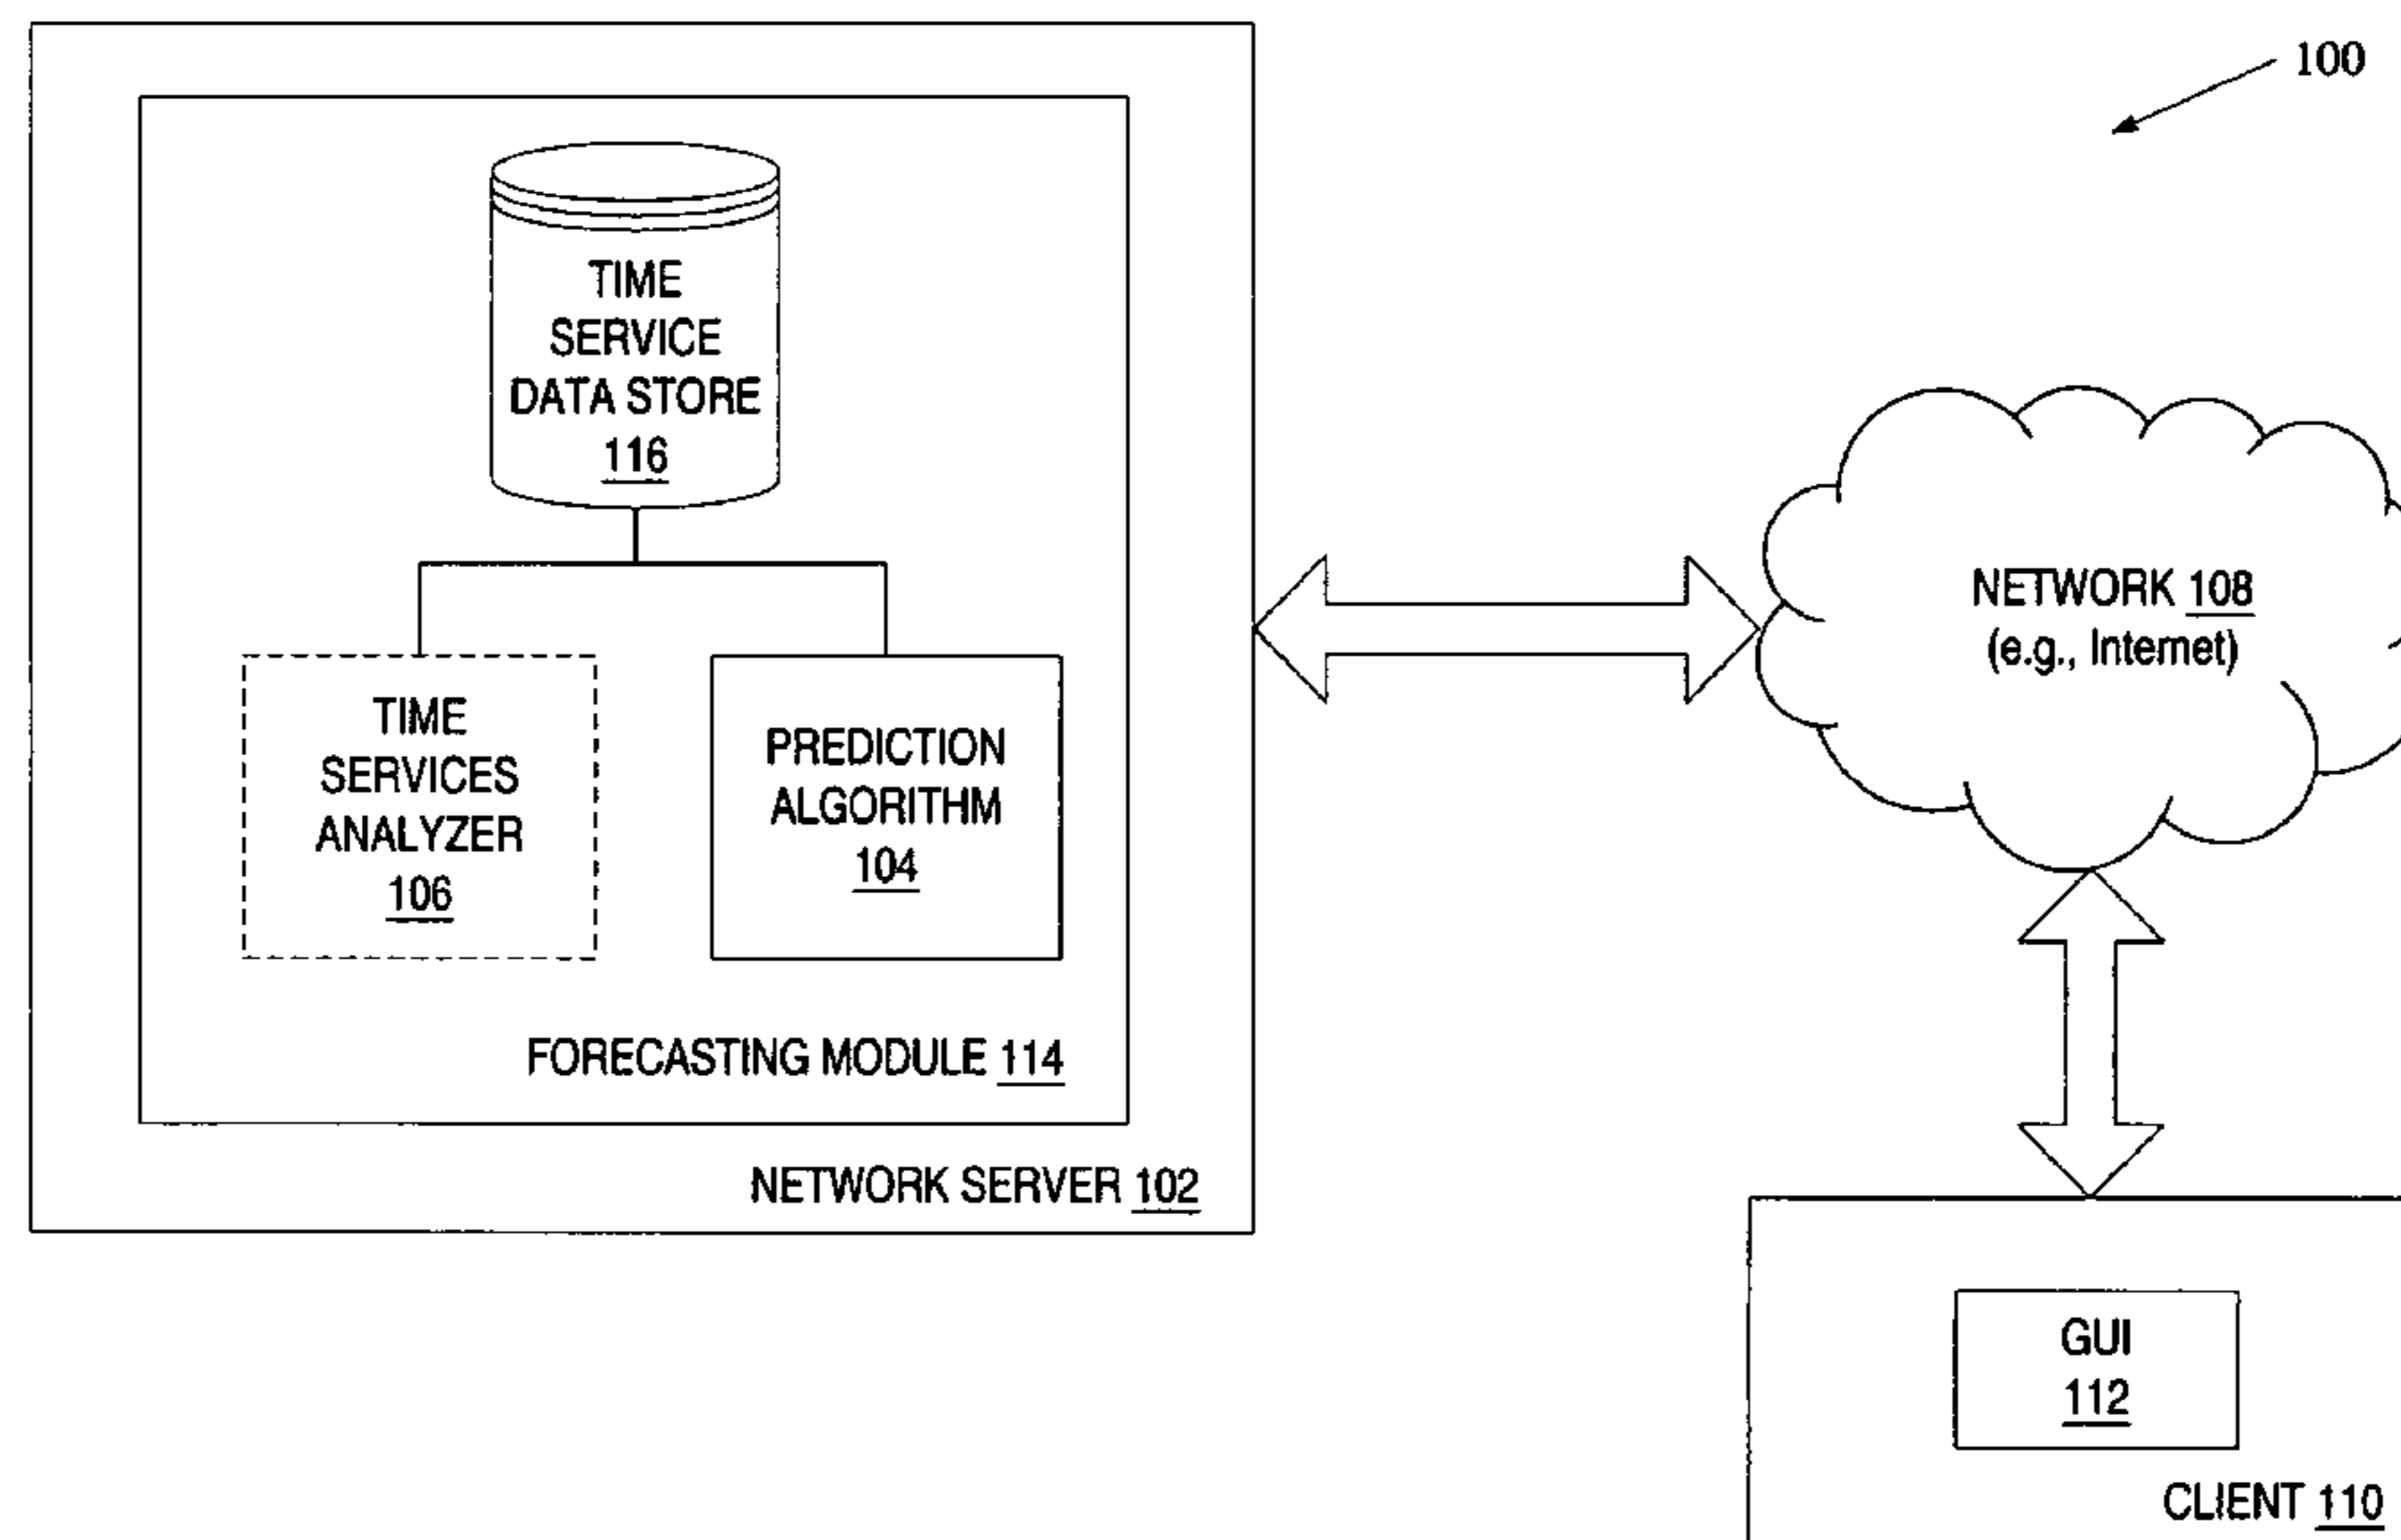 100
TIME
SERVICE
DATA STORE
116
NETWORK 108
(e.g., Internet)
TIME
SERVICES
ANALYZER
106
PREDICTION
ALGORITHM
104
FORECASTING MODULE 114
NETWORK SERVER 102
GUI
112
CLIENT 110